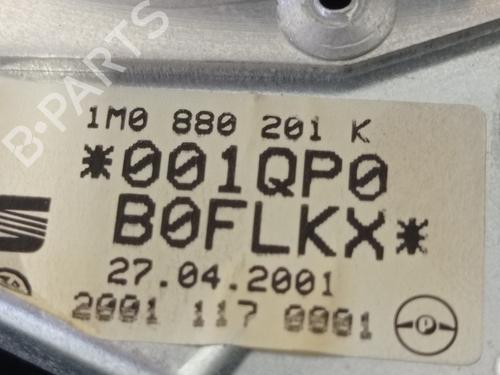 B-PARTS
1M0 880 201 K
*001QP0
B0FLKX*
27.04.2001
2001 117 0001
P